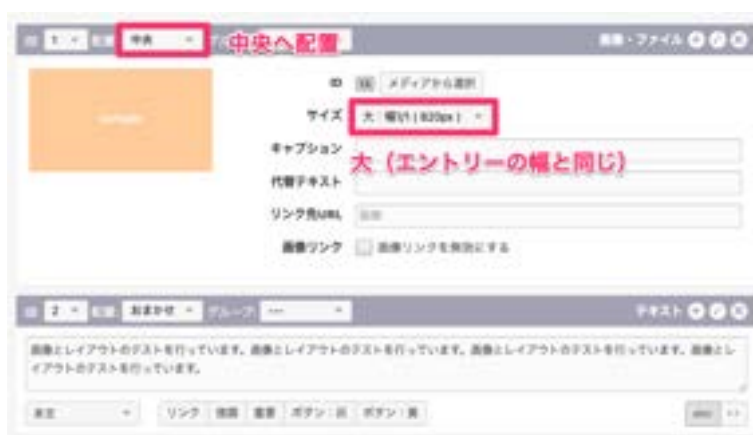 1 配置 中央 中央へ配置 画像・ファイル
ID メディアから選択
サイズ 大：幅1/1 ( 820px )
キャプション
大（エントリーの幅と同じ）
代替テキスト
リンク先URL
画像リンク 画像リンクを無効にする
2 配置 おまかせ グループ --- テキスト
画像とレイアウトのテストを行っています。画像とレイアウトのテストを行っています。画像とレイアウトのテストを行っています。画像とレ
イアウトのテストを行っています。
本文 リンク 強調 重要 ボタン：灰 ボタン：黄